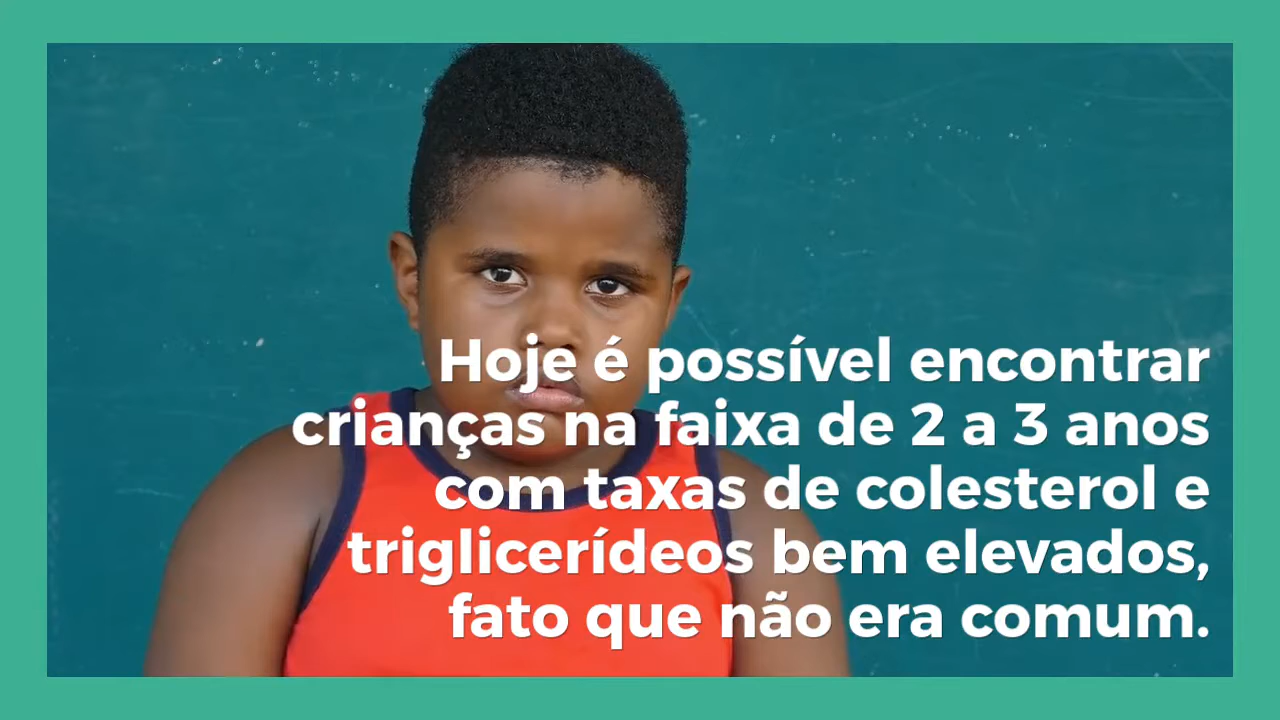 Hoje é possível encontrar
crianças na faixa de 2 a 3 anos
com taxas de colesterol e
triglicerídeos bem elevados,
fato que não era comum.